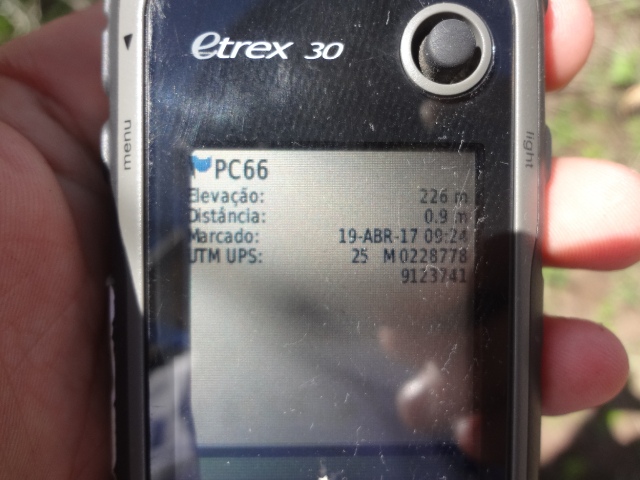 etrex 30
menu
light
PC66
Elevação: 226 m
Distância: 0.9 m
Marcado: 19-ABR-17 09:24
UTM UPS: 25 M 0228778
9123741